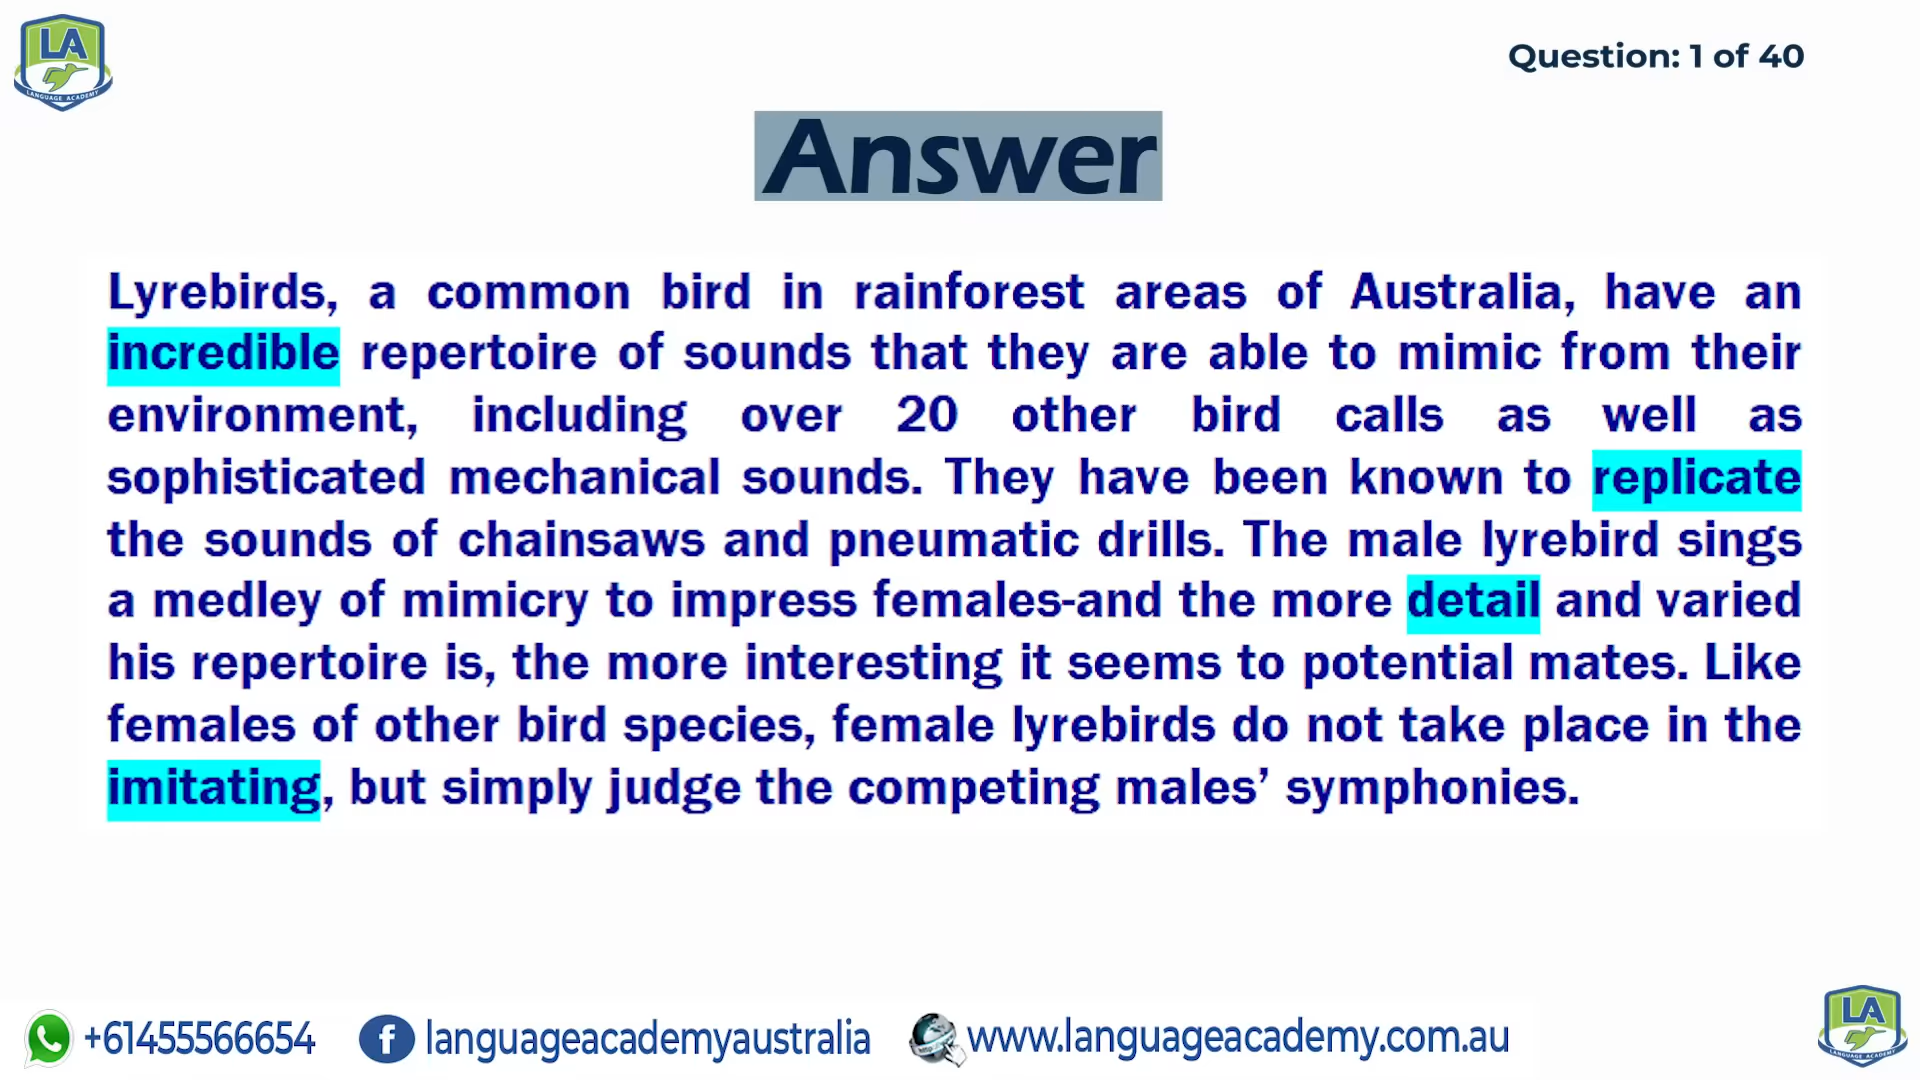 LA
LANGUAGE ACADEMY
Question: 1 of 40
Answer
Lyrebirds, a common bird in rainforest areas of Australia, have an
incredible repertoire of sounds that they are able to mimic from their
environment, including over 20 other bird calls as well as
sophisticated mechanical sounds. They have been known to replicate
the sounds of chainsaws and pneumatic drills. The male lyrebird sings
a medley of mimicry to impress females-and the more detail and varied
his repertoire is, the more interesting it seems to potential mates. Like
females of other bird species, female lyrebirds do not take place in the
imitating, but simply judge the competing males’ symphonies.
+61455566654
f languageacademyaustralia
http www.languageacademy.com.au
LA
LANGUAGE ACADEMY